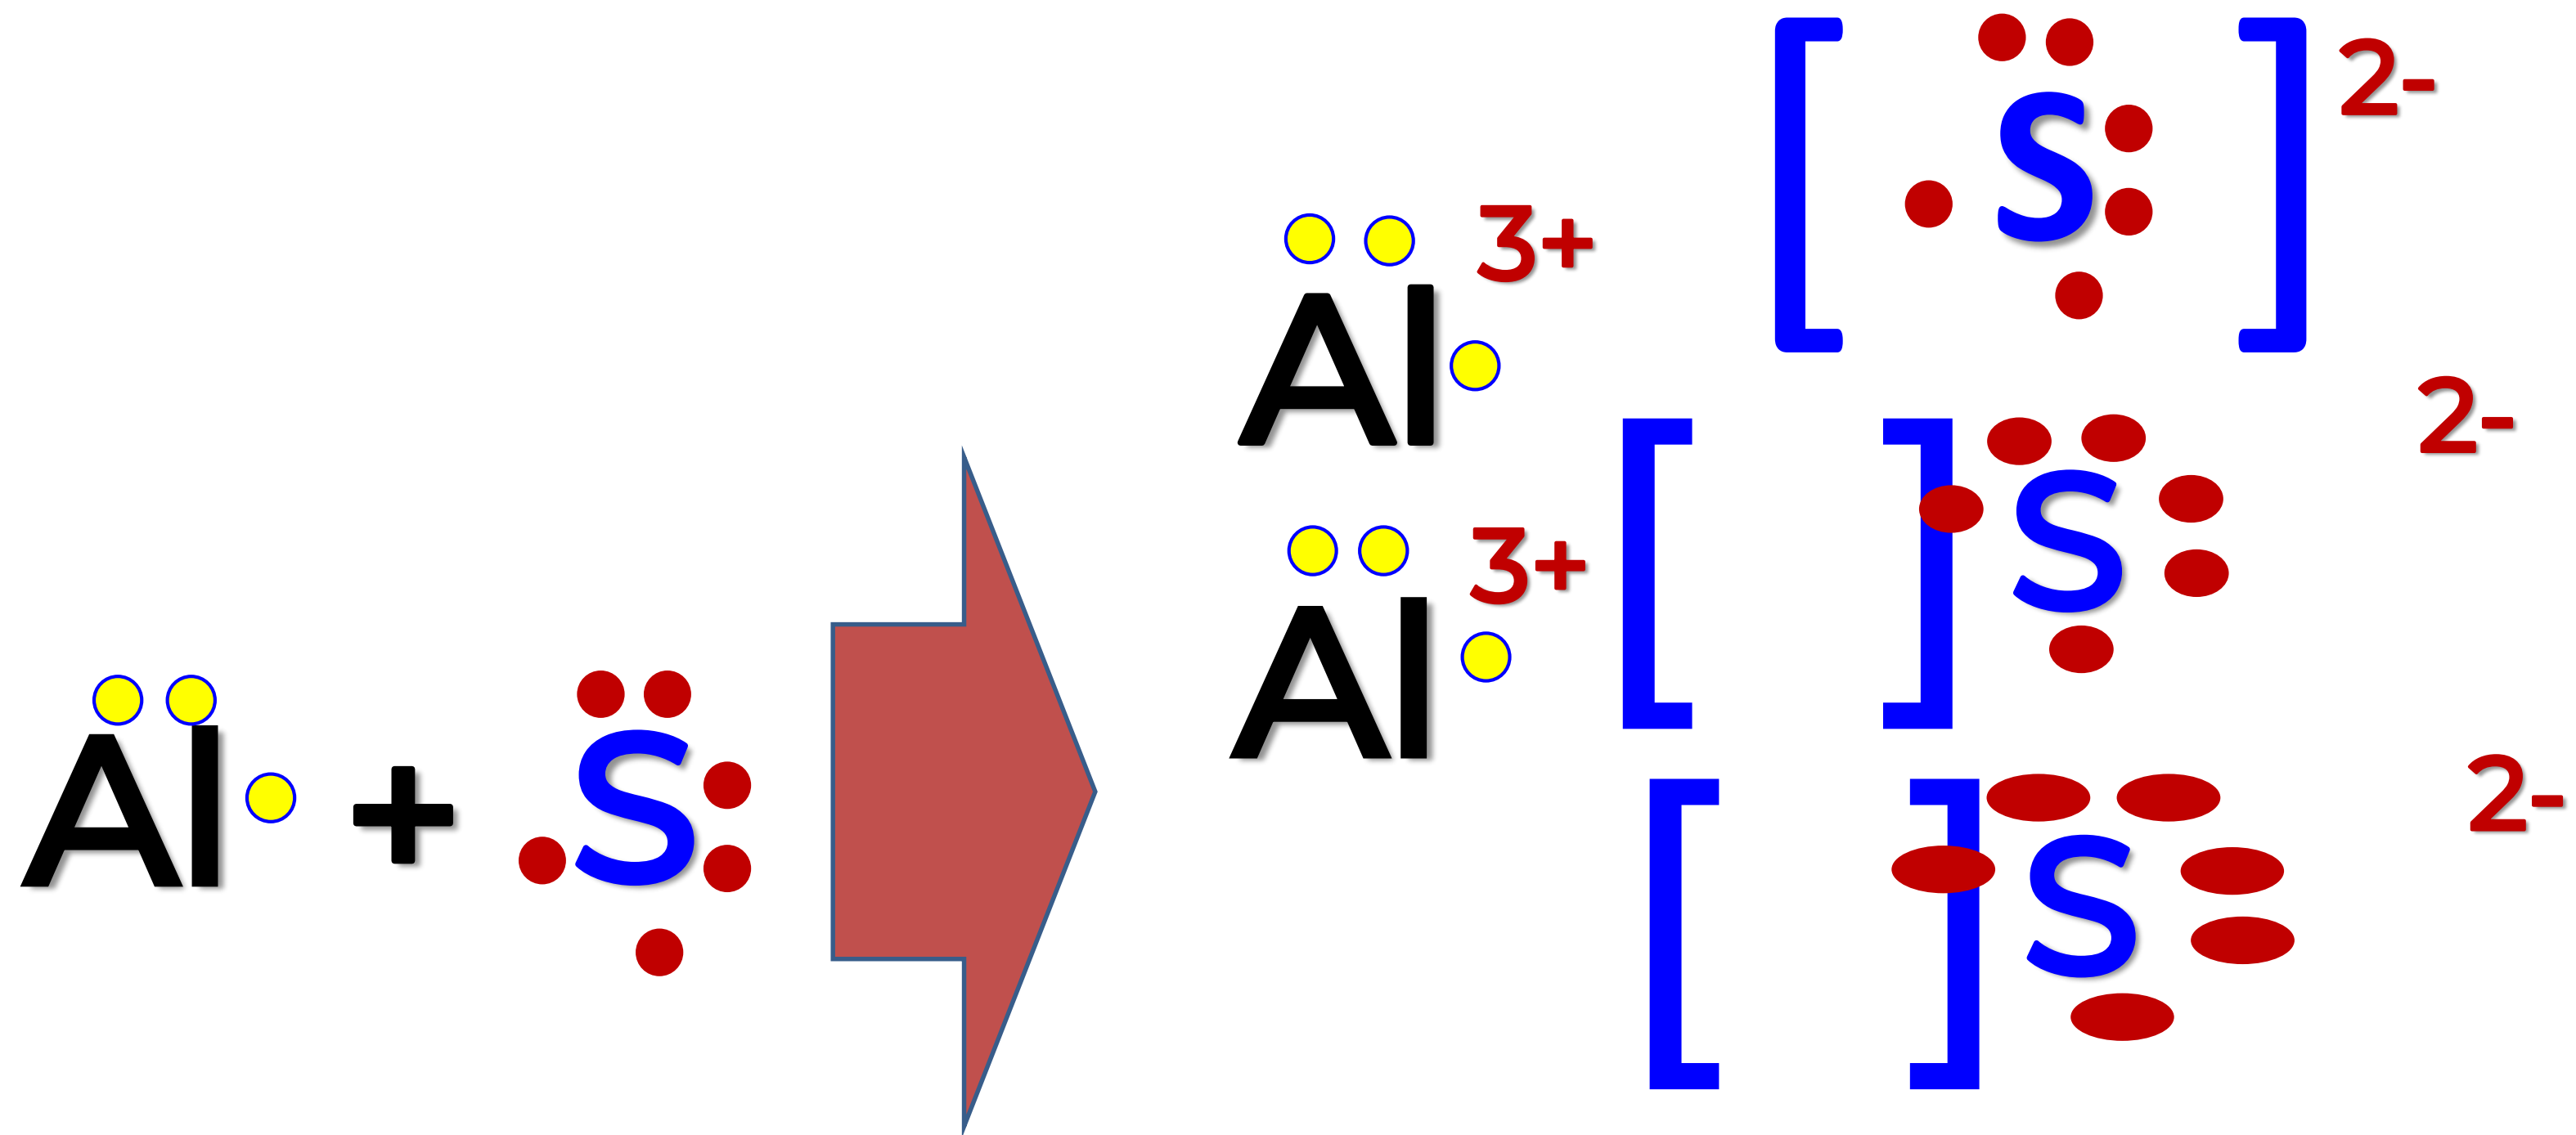 [ S ] 2-
Al 3+
2-
[ ] S
Al 3+
Al + S
2-
[ ] S